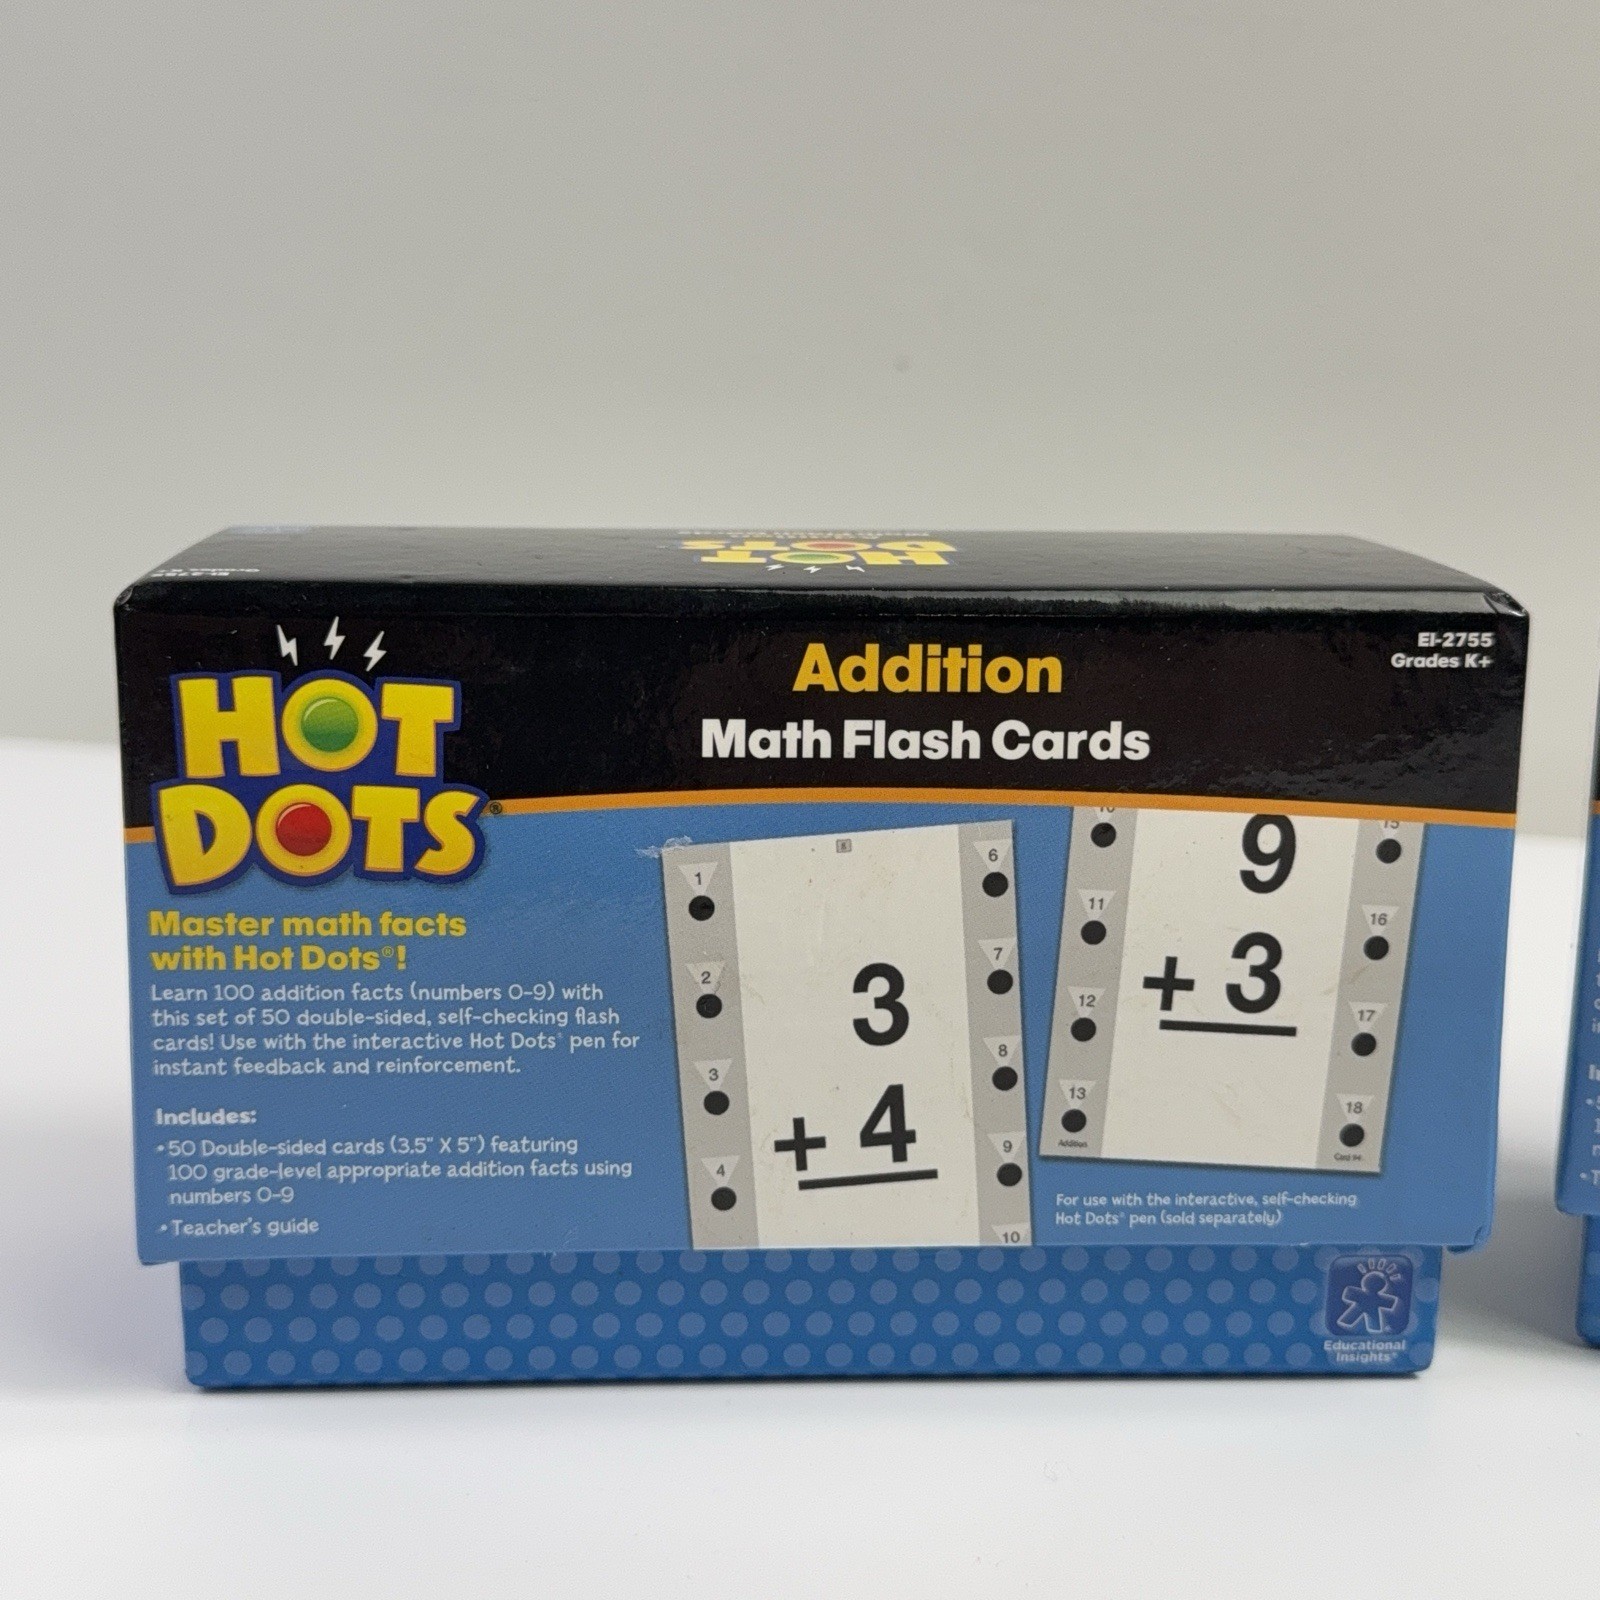 HOT
DOTS®
Addition
Math Flash Cards
EI-2755
Grades K+
Master math facts
with Hot Dots®!
Learn 100 addition facts (numbers 0-9) with
this set of 50 double-sided, self-checking flash
cards! Use with the interactive Hot Dots® pen for
instant feedback and reinforcement.
Includes:
• 50 Double-sided cards (3.5" X 5") featuring
100 grade-level appropriate addition facts using
numbers 0-9
• Teacher's guide
1
2
3
4
3
+ 4
6
7
8
9
10
11
12
13
Addition
9
+ 3
15
16
17
18
For use with the interactive, self-checking
Hot Dots® pen (sold separately)
Educational
Insights®